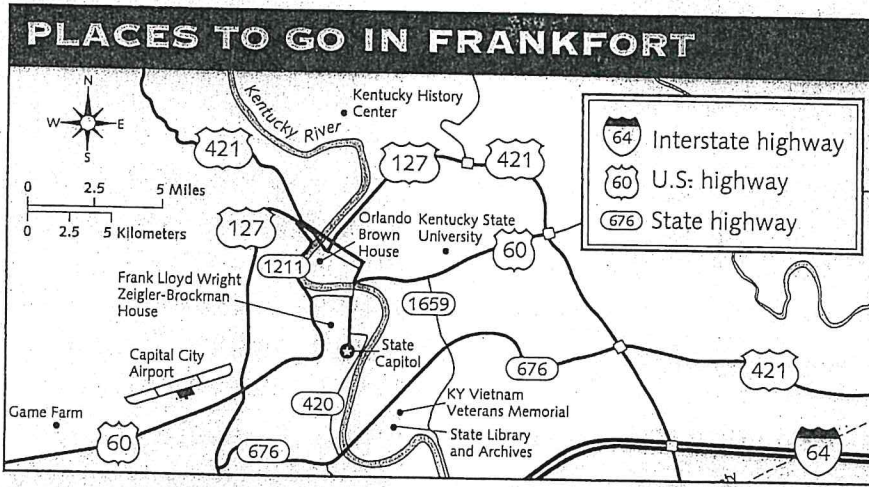 PLACES TO GO IN FRANKFORT
N
W
E
S
0 2.5 5 Miles
0 2.5 5 Kilometers
Kentucky River
Kentucky History
Center
421
127
421
64 Interstate highway
60 U.S. highway
676 State highway
127
Orlando
Brown
House
Kentucky State
University
60
1211
Frank Lloyd Wright
Zeigler-Brockman
House
1659
State
Capitol
Capital City
Airport
676
421
420
KY Vietnam
Veterans Memorial
State Library
and Archives
Game Farm
60
676
64